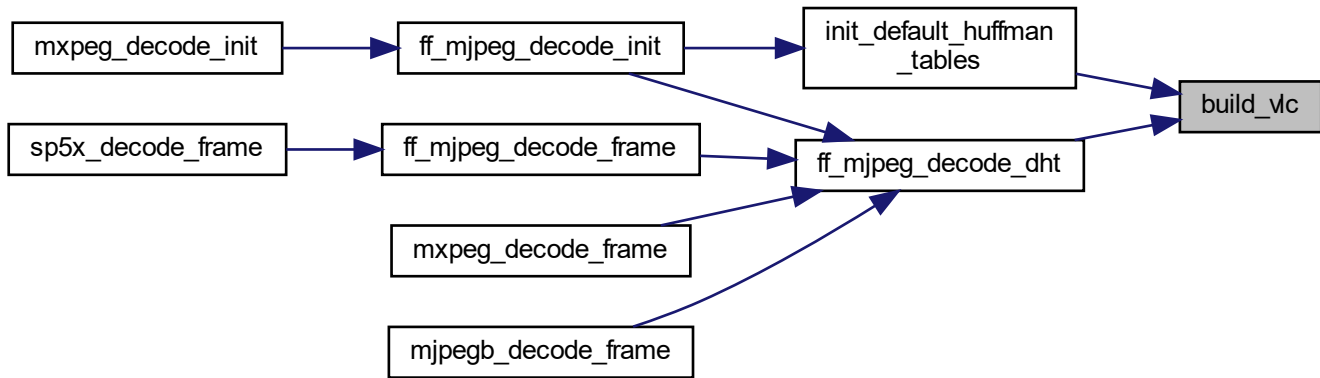 mxpeg_decode_init
ff_mjpeg_decode_init
init_default_huffman
_tables
build_vlc
sp5x_decode_frame
ff_mjpeg_decode_frame
ff_mjpeg_decode_dht
mxpeg_decode_frame
mjpegb_decode_frame